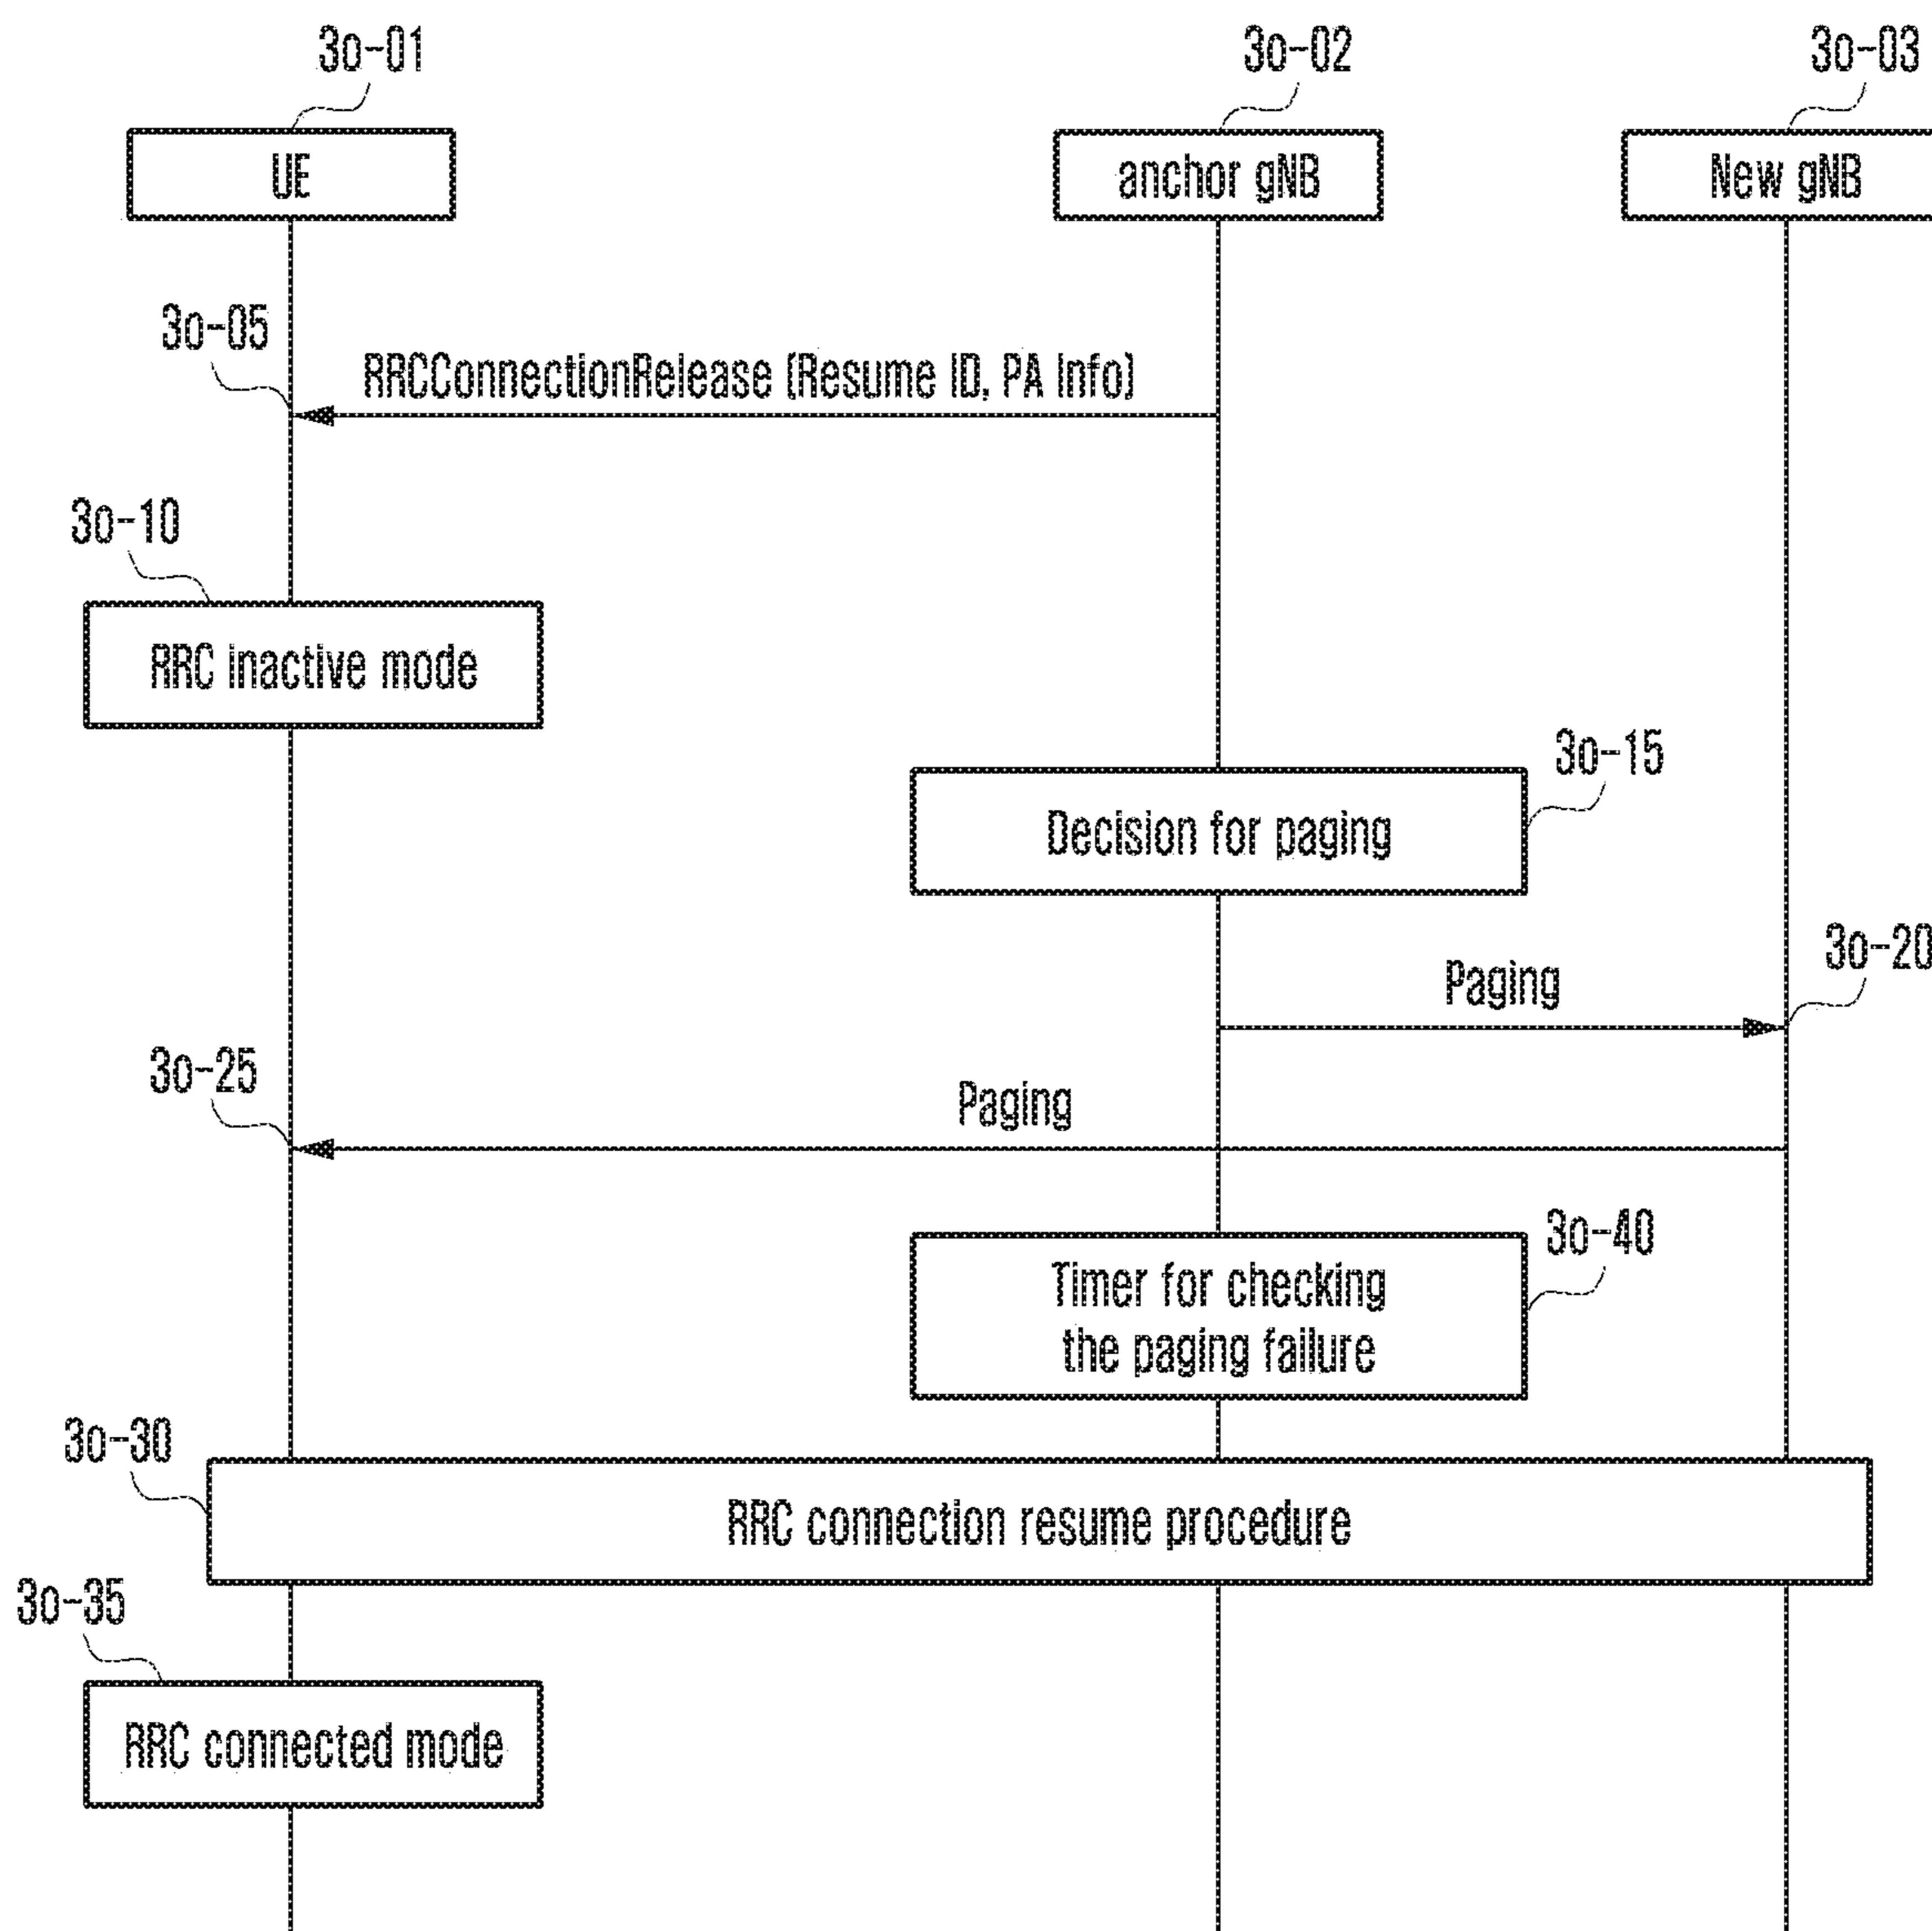 3o-01
3o-02
3o-03
UE
anchor gNB
New gNB
3o-05
RRCConnectionRelease (Resume ID, PA Info)
3o-10
RRC inactive mode
3o-15
Decision for paging
3o-20
Paging
3o-25
Paging
3o-40
Timer for checking
the paging failure
3o-30
RRC connection resume procedure
3o-35
RRC connected mode